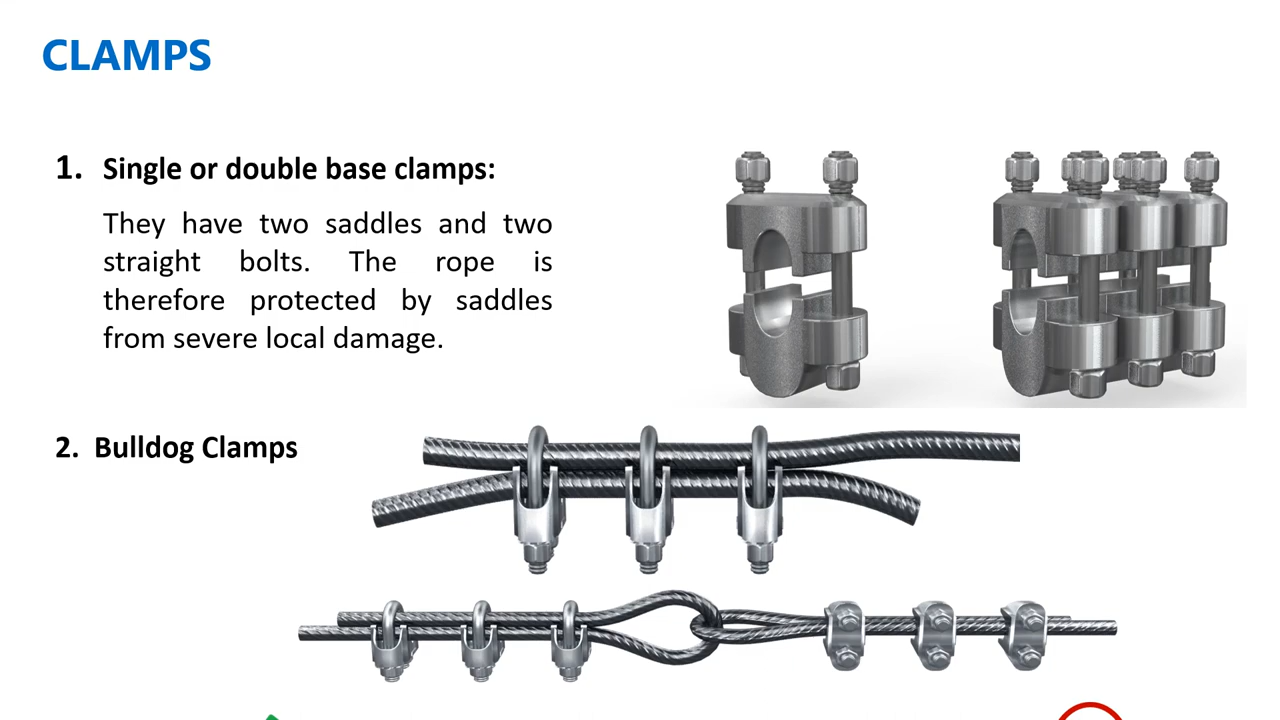 CLAMPS
1. Single or double base clamps:
They have two saddles and two
straight bolts. The rope is
therefore protected by saddles
from severe local damage.
2. Bulldog Clamps